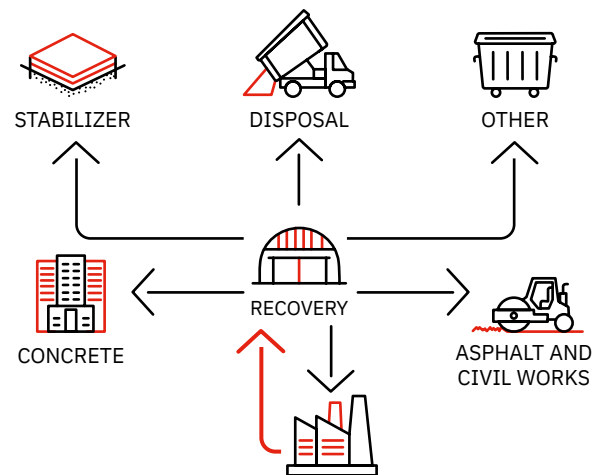 STABILIZER
DISPOSAL
OTHER
RECOVERY
CONCRETE
ASPHALT AND
CIVIL WORKS